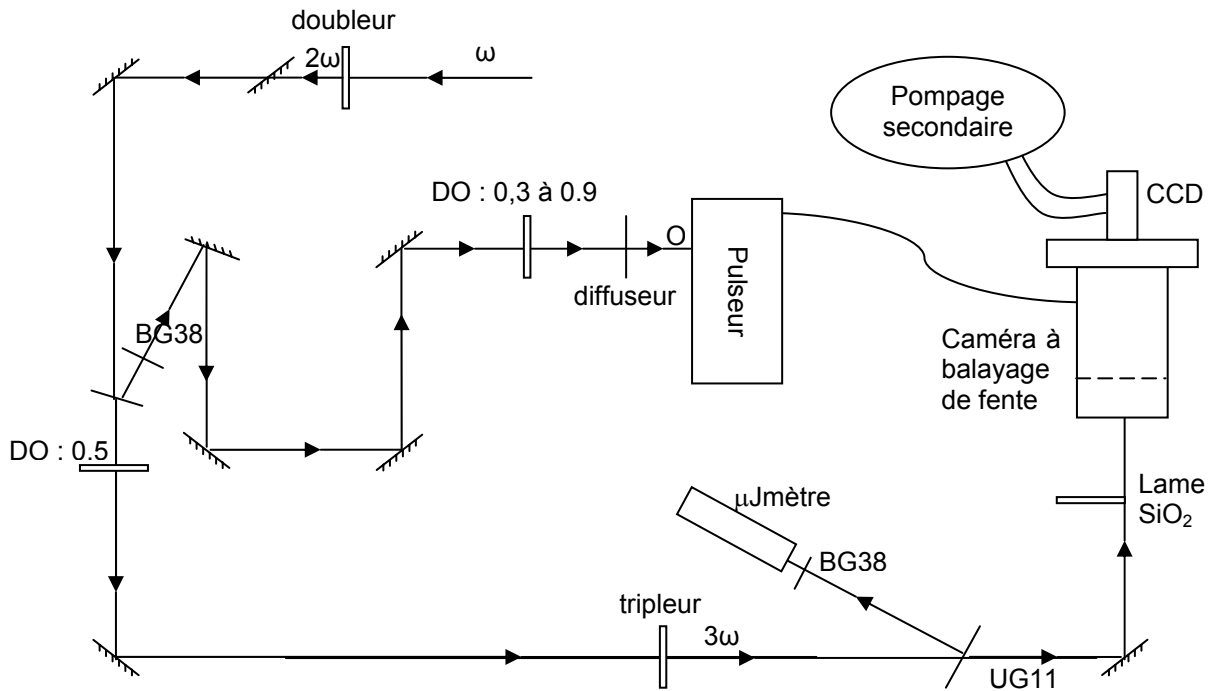 doubleur
2ω
ω
Pompage
secondaire
CCD
DO : 0,3 à 0.9
O
Pulseur
diffuseur
BG38
Caméra à
balayage
de fente
DO : 0.5
μJmètre
Lame
SiO₂
BG38
tripleur
3ω
UG11